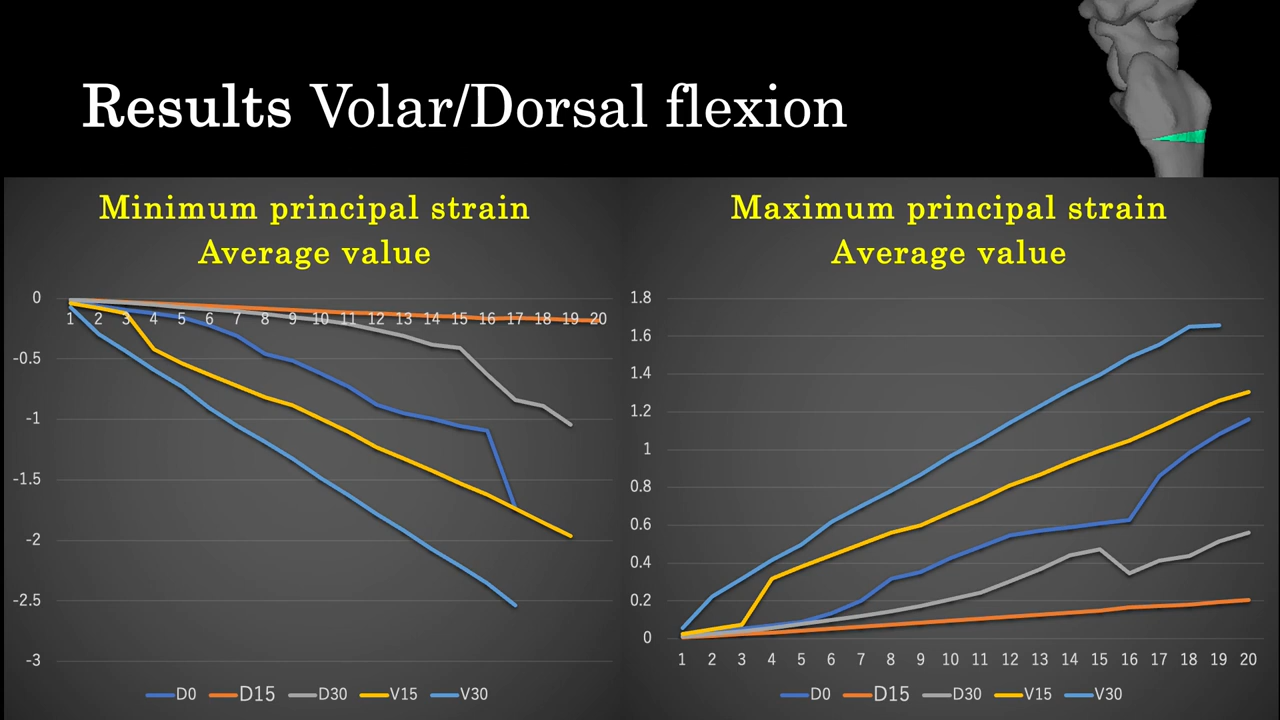 Results Volar/Dorsal flexion
Minimum principal strain
Average value
0
1 2 3 4 5 6 7 8 9 10 11 12 13 14 15 16 17 18 19 20
-0.5
-1
-1.5
-2
-2.5
-3
D0 D15 D30 V15 V30
Maximum principal strain
Average value
1.8
1.6
1.4
1.2
1
0.8
0.6
0.4
0.2
0
1 2 3 4 5 6 7 8 9 10 11 12 13 14 15 16 17 18 19 20
D0 D15 D30 V15 V30